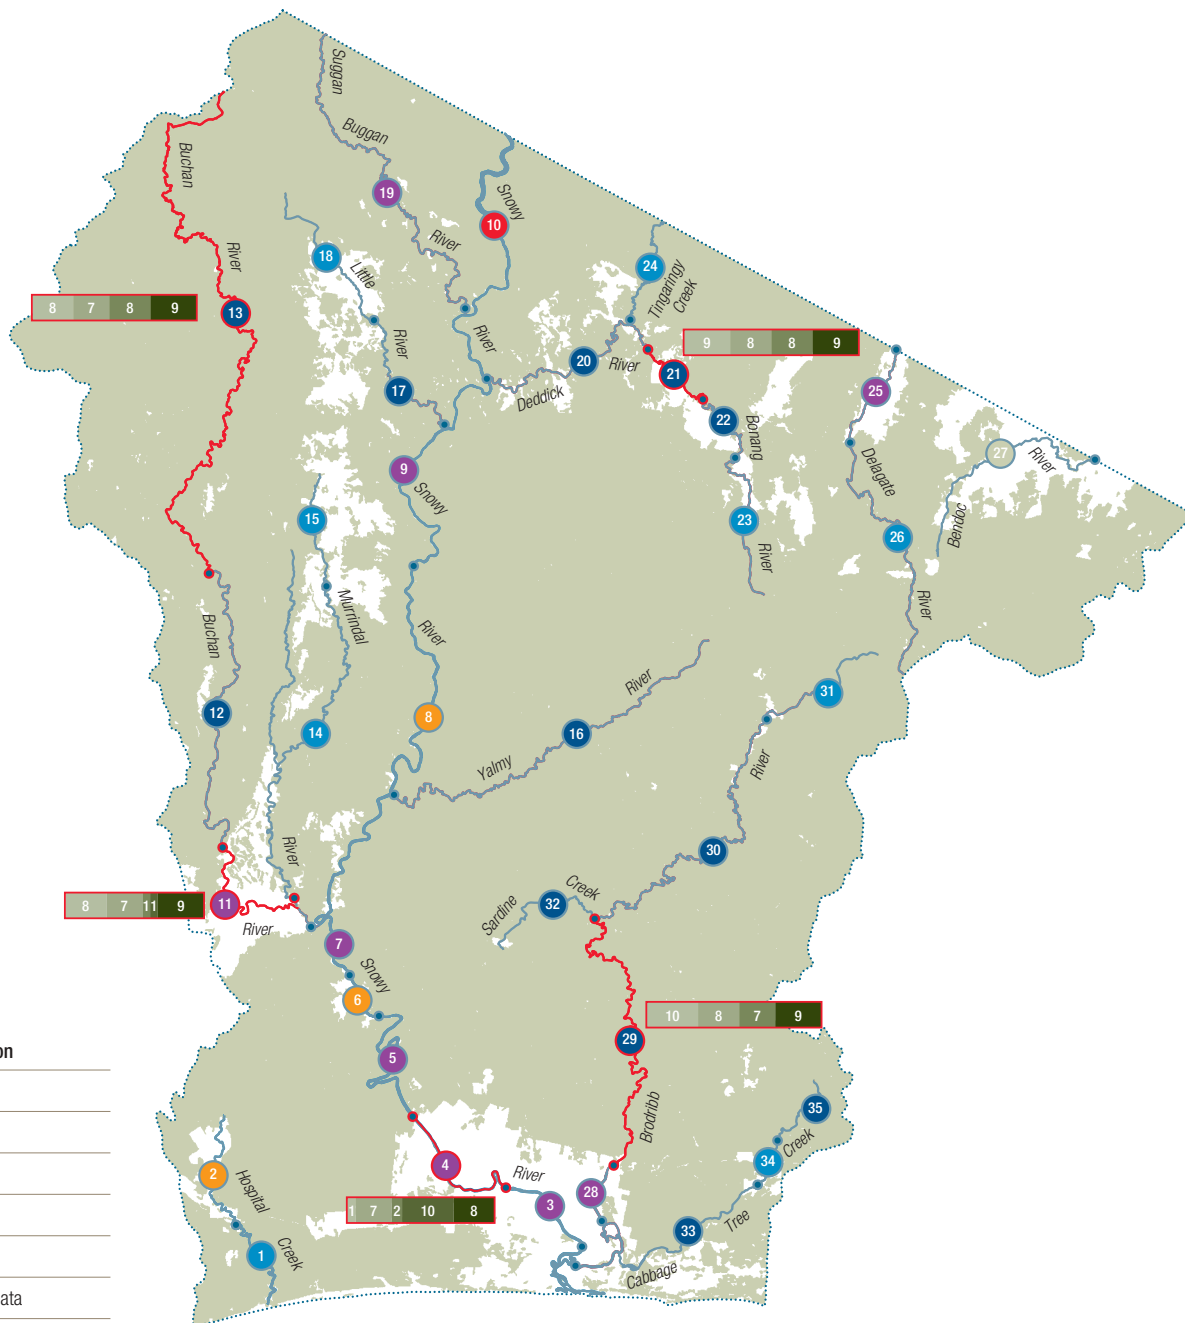 Suggan
Buggan
River
19
Snowy
10
River
Buchan
River
13
8 7 8 9
18
Little
River
17
24
Tingaringy
Creek
9 8 8 9
20
River
21
Deddick
22
Bonang
25
27
River
Delagate
Bendoc
9
Snowy
15
23
River
26
Murrindal
River
River
Buchan
12
14
8
River
16
Yalmy
31
River
30
River
8 7 11 9
11
River
Creek
32
Sardine
7
Snowy
6
10 8 7 9
29
on
5
Brodribb
35
Creek
34
4
River
2
Hospital
1 7 2 10 8
3
28
33
Tree
1
Creek
Cabbage
ata